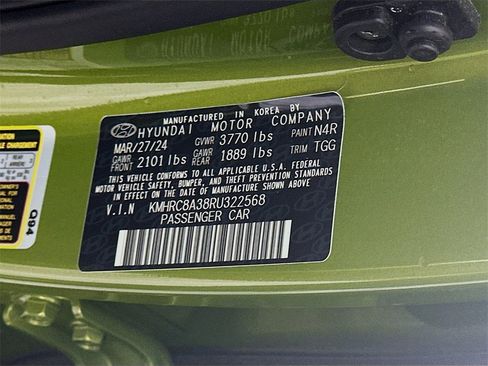 MANUFACTURED IN KOREA BY
HYUNDAI MOTOR COMPANY
MAR/27/24 GVWR 3770 lbs PAINT N4R
GAWR FRONT 2101 lbs GAWR REAR 1889 lbs TRIM TGG
THIS VEHICLE CONFORMS TO ALL APPLICABLE U.S.A. FEDERAL
MOTOR VEHICLE SAFETY, BUMPER, AND THEFT PREVENTION
STANDARDS IN EFFECT ON THE DATE OF MANUFACTURE SHOWN ABOVE.
V.I.N KMHRC8A38RU322568
PASSENGER CAR
Q94